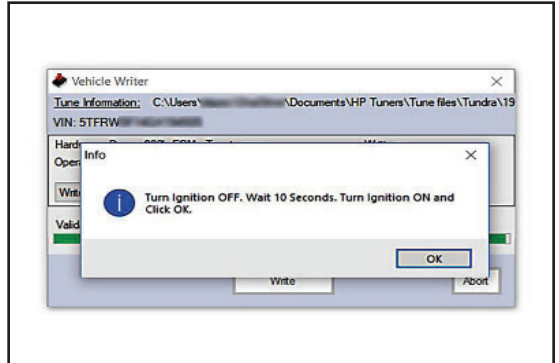 Vehicle Writer
Tune Information: C:\Users\ \Documents\HP Tuners\Tune files\Tundra\19
VIN: 5TFRW
Info
Turn Ignition OFF. Wait 10 Seconds. Turn Ignition ON and
Click OK.
OK
Write
Abort